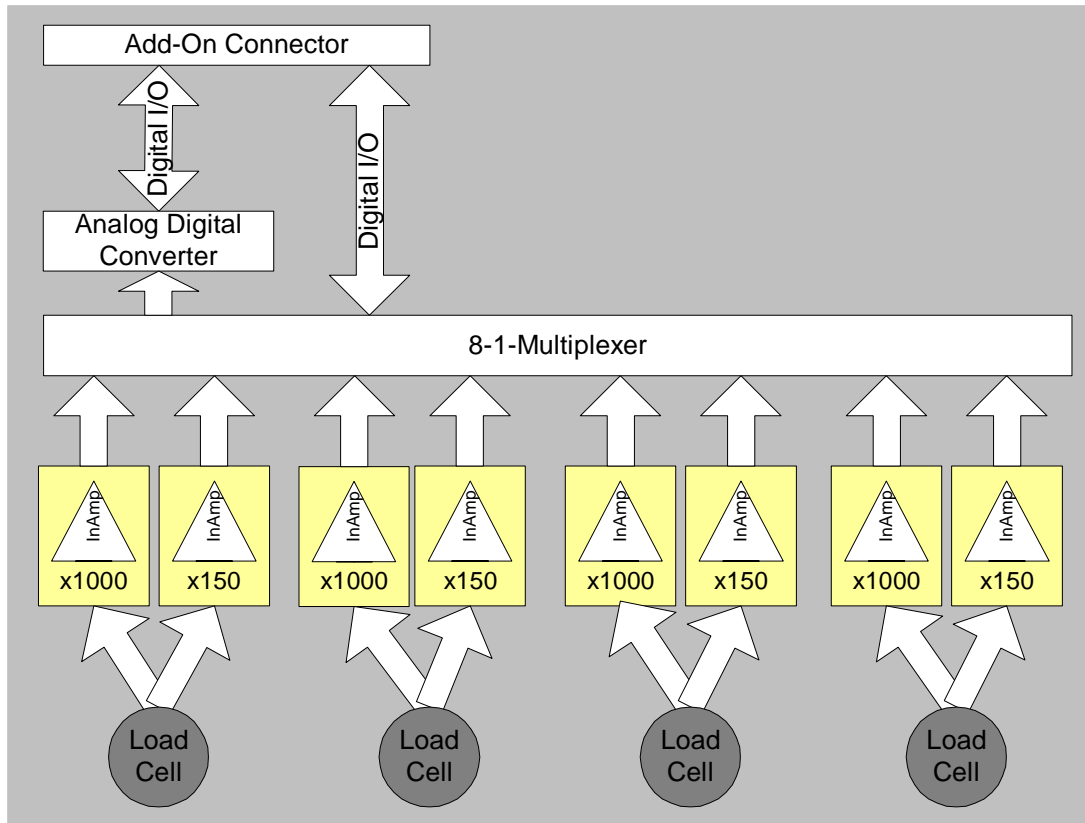 Add-On Connector
Digital I/O
Digital I/O
Analog Digital
Converter
8-1-Multiplexer
InAmp
InAmp
InAmp
InAmp
InAmp
InAmp
InAmp
InAmp
x1000
x150
x1000
x150
x1000
x150
x1000
x150
Load
Cell
Load
Cell
Load
Cell
Load
Cell